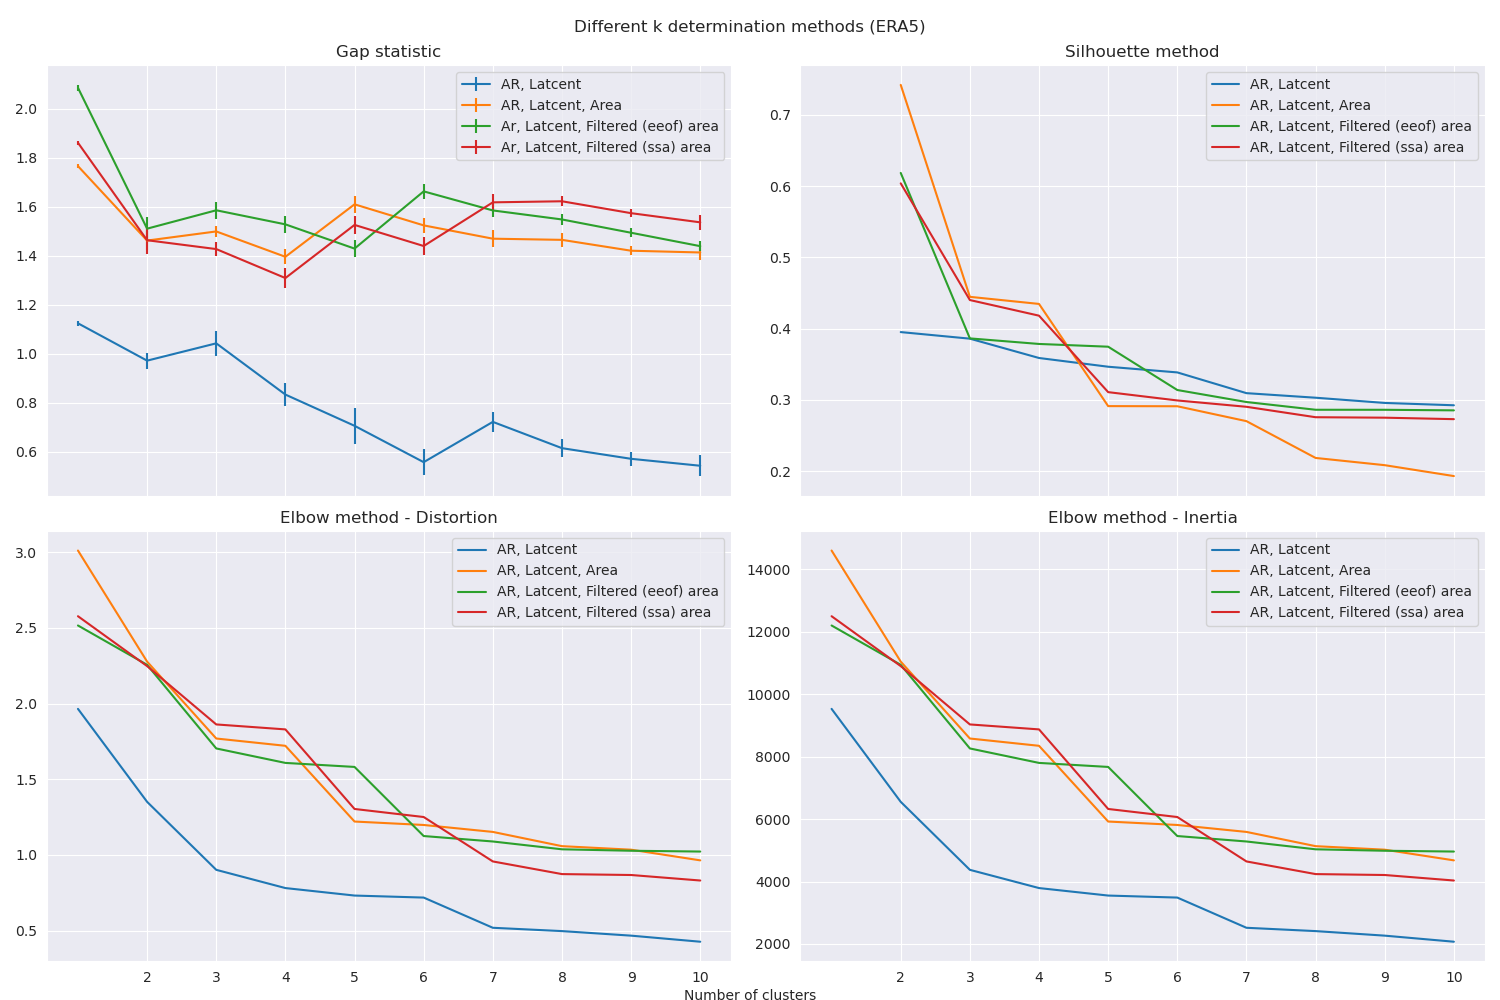 Different k determination methods (ERA5)
Gap statistic
AR, Latcent
AR, Latcent, Area
Ar, Latcent, Filtered (eeof) area
Ar, Latcent, Filtered (ssa) area
2.0
1.8
1.6
1.4
1.2
1.0
0.8
0.6
Silhouette method
AR, Latcent
AR, Latcent, Area
AR, Latcent, Filtered (eeof) area
AR, Latcent, Filtered (ssa) area
0.7
0.6
0.5
0.4
0.3
0.2
Elbow method - Distortion
AR, Latcent
AR, Latcent, Area
AR, Latcent, Filtered (eeof) area
AR, Latcent, Filtered (ssa) area
3.0
2.5
2.0
1.5
1.0
0.5
2 3 4 5 6 7 8 9 10
Elbow method - Inertia
AR, Latcent
AR, Latcent, Area
AR, Latcent, Filtered (eeof) area
AR, Latcent, Filtered (ssa) area
14000
12000
10000
8000
6000
4000
2000
2 3 4 5 6 7 8 9 10
Number of clusters